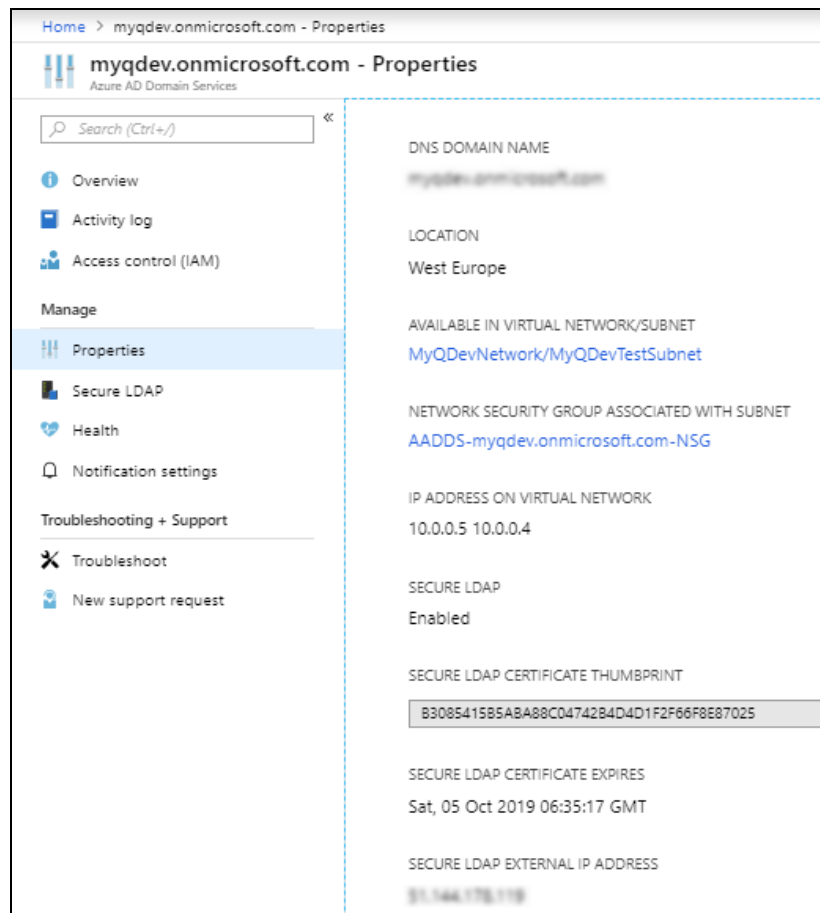 Home > myqdev.onmicrosoft.com - Properties
myqdev.onmicrosoft.com - Properties
Azure AD Domain Services
Search (Ctrl+/)
«
Overview
Activity log
Access control (IAM)
Manage
Properties
Secure LDAP
Health
Notification settings
Troubleshooting + Support
Troubleshoot
New support request
DNS DOMAIN NAME
LOCATION
West Europe
AVAILABLE IN VIRTUAL NETWORK/SUBNET
MyQDevNetwork/MyQDevTestSubnet
NETWORK SECURITY GROUP ASSOCIATED WITH SUBNET
AADDS-myqdev.onmicrosoft.com-NSG
IP ADDRESS ON VIRTUAL NETWORK
10.0.0.5 10.0.0.4
SECURE LDAP
Enabled
SECURE LDAP CERTIFICATE THUMBPRINT
B3085415B5ABA88C04742B4D4D1F2F66F8E87025
SECURE LDAP CERTIFICATE EXPIRES
Sat, 05 Oct 2019 06:35:17 GMT
SECURE LDAP EXTERNAL IP ADDRESS